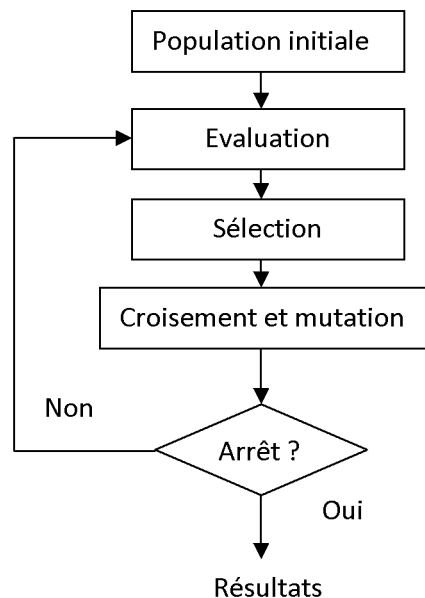 Population initiale
Evaluation
Sélection
Croisement et mutation
Non
Arrêt ?
Oui
Résultats